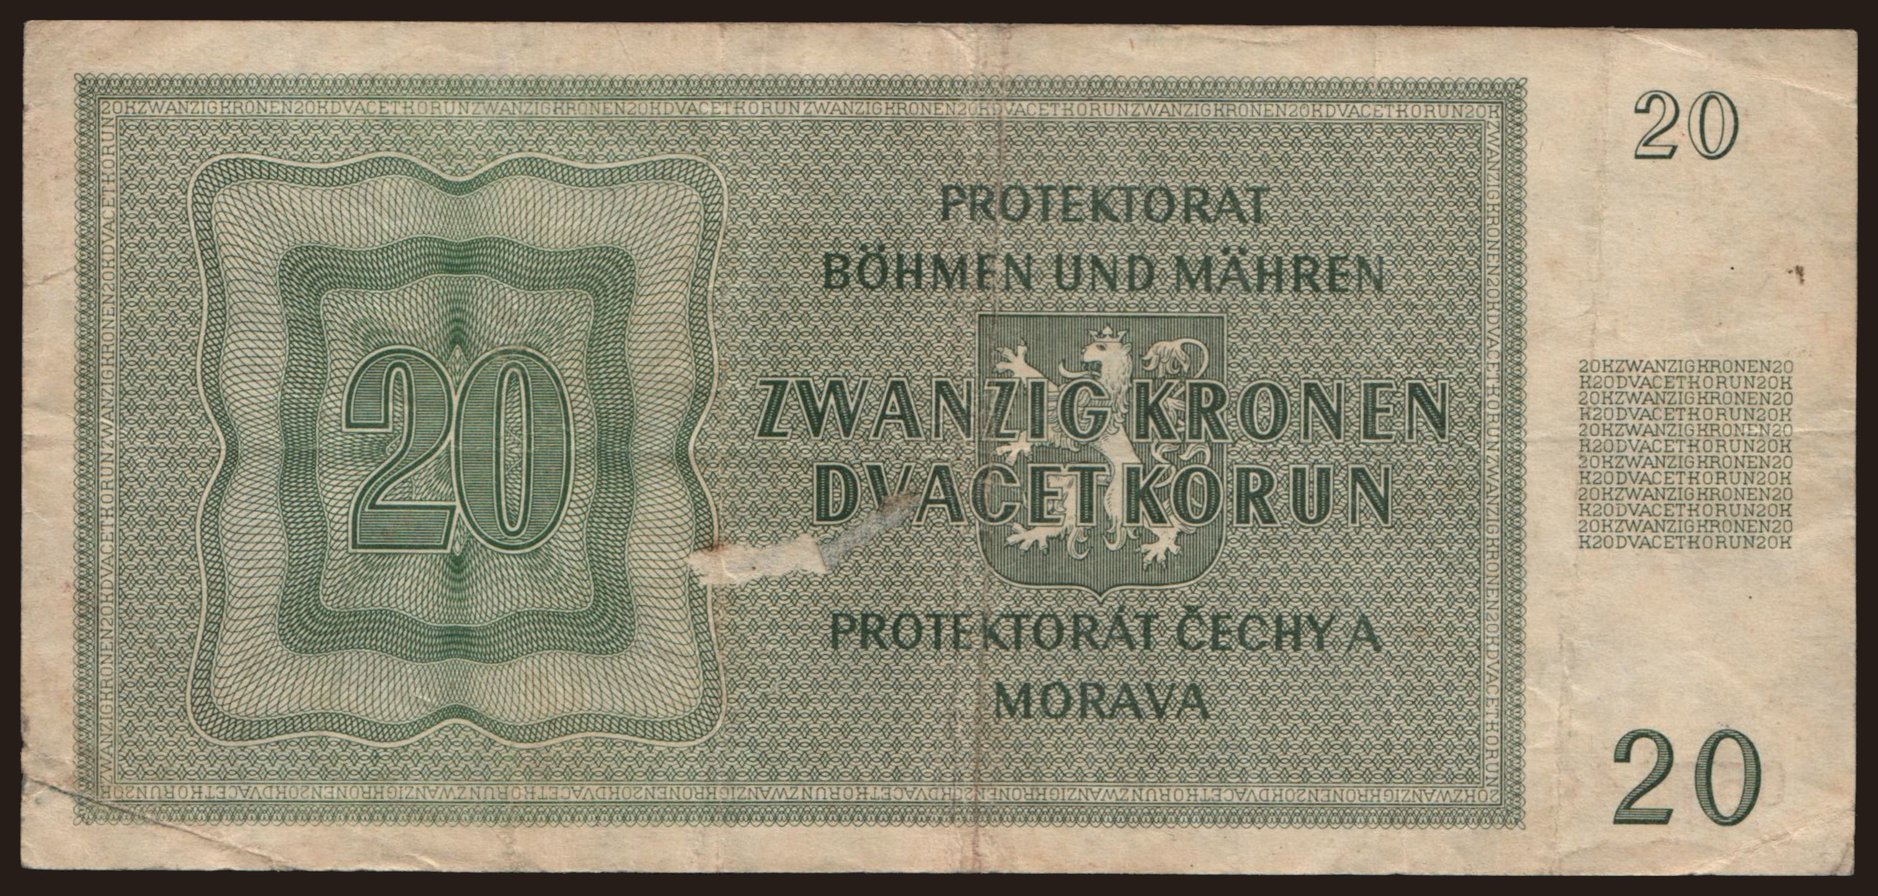 20KZWANZIGKRONEN20KDVACETKORUNZWANZIGKRONEN20KDVACETKORUNZWANZIGKRONEN20KDVACETKORUNZWANZIGKRONEN20KDVACETKORUN20K
20
PROTEKTORAT
BÖHMEN UND MÄHREN
20
ZWANZIG KRONEN
DVACET KORUN
PROTEKTORÁT ČECHY A
MORAVA
20KZWANZIGKRONEN20
K20DVACETKORUN20K
20KZWANZIGKRONEN20
K20DVACETKORUN20K
20KZWANZIGKRONEN20
K20DVACETKORUN20K
20KZWANZIGKRONEN20
K20DVACETKORUN20K
20KZWANZIGKRONEN20
K20DVACETKORUN20K
20KZWANZIGKRONEN20
K20DVACETKORUN20K
20